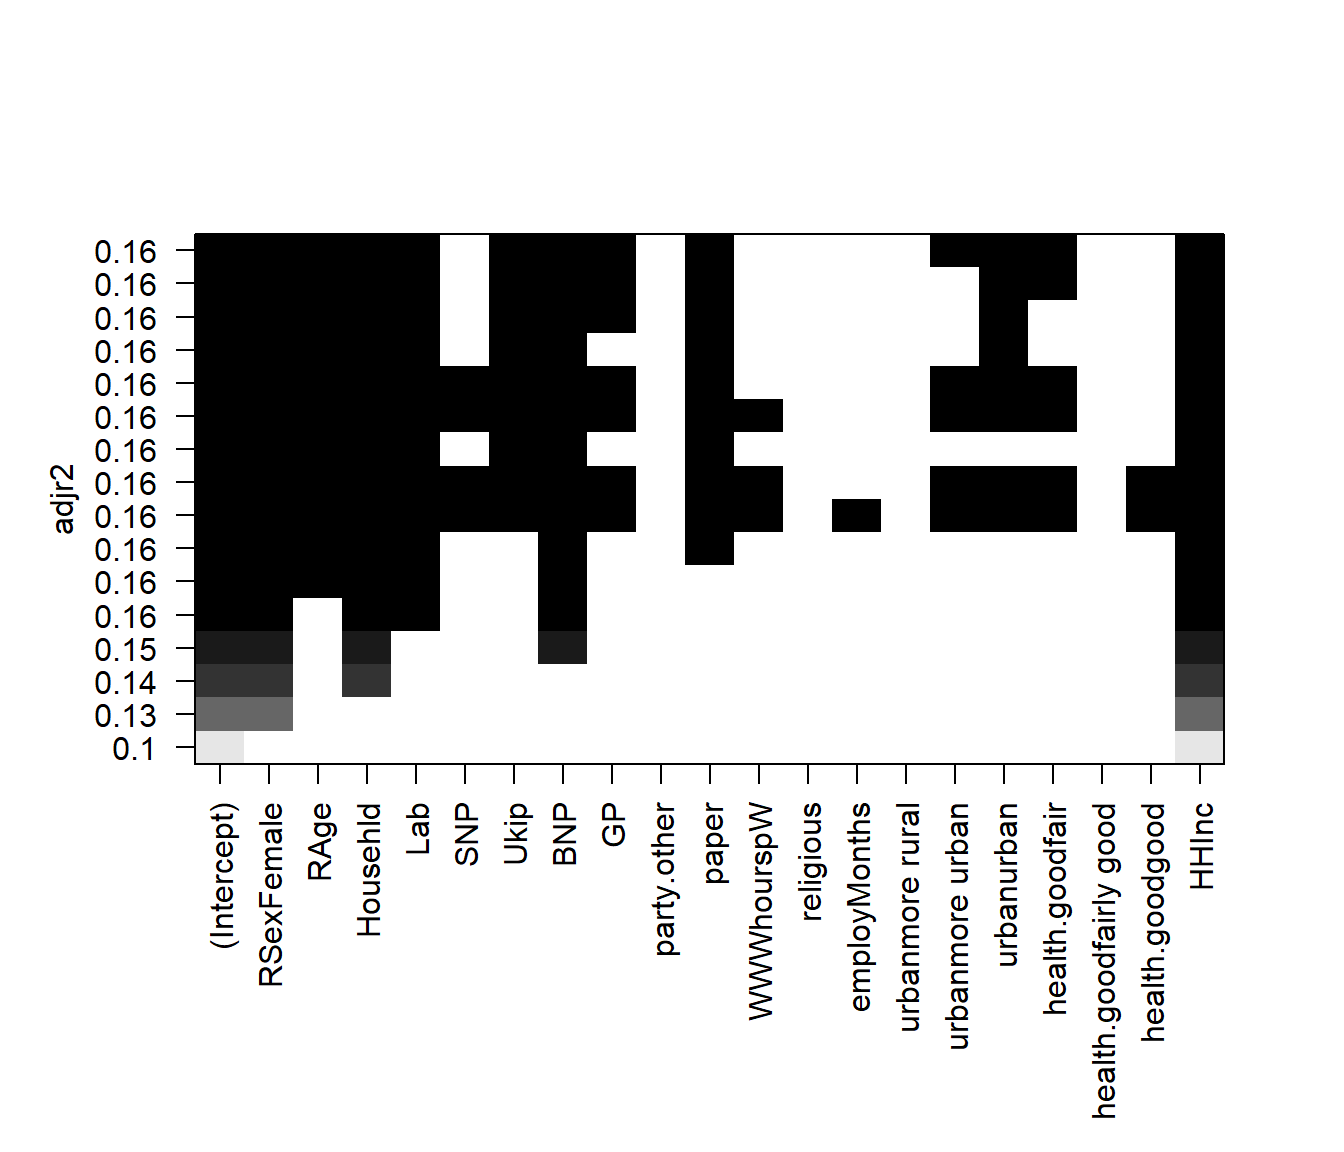 0.16
0.16
0.16
0.16
0.16
0.16
0.16
0.16
0.16
0.16
0.16
0.16
0.15
0.14
0.13
0.1
adjr2
(Intercept)
RSexFemale
RAge
Househld
Lab
SNP
Ukip
BNP
GP
party.other
paper
WWWhourspW
religious
employMonths
urbanmore rural
urbanmore urban
urbanurban
health.goodfair
health.goodfairly good
health.goodgood
HHInc